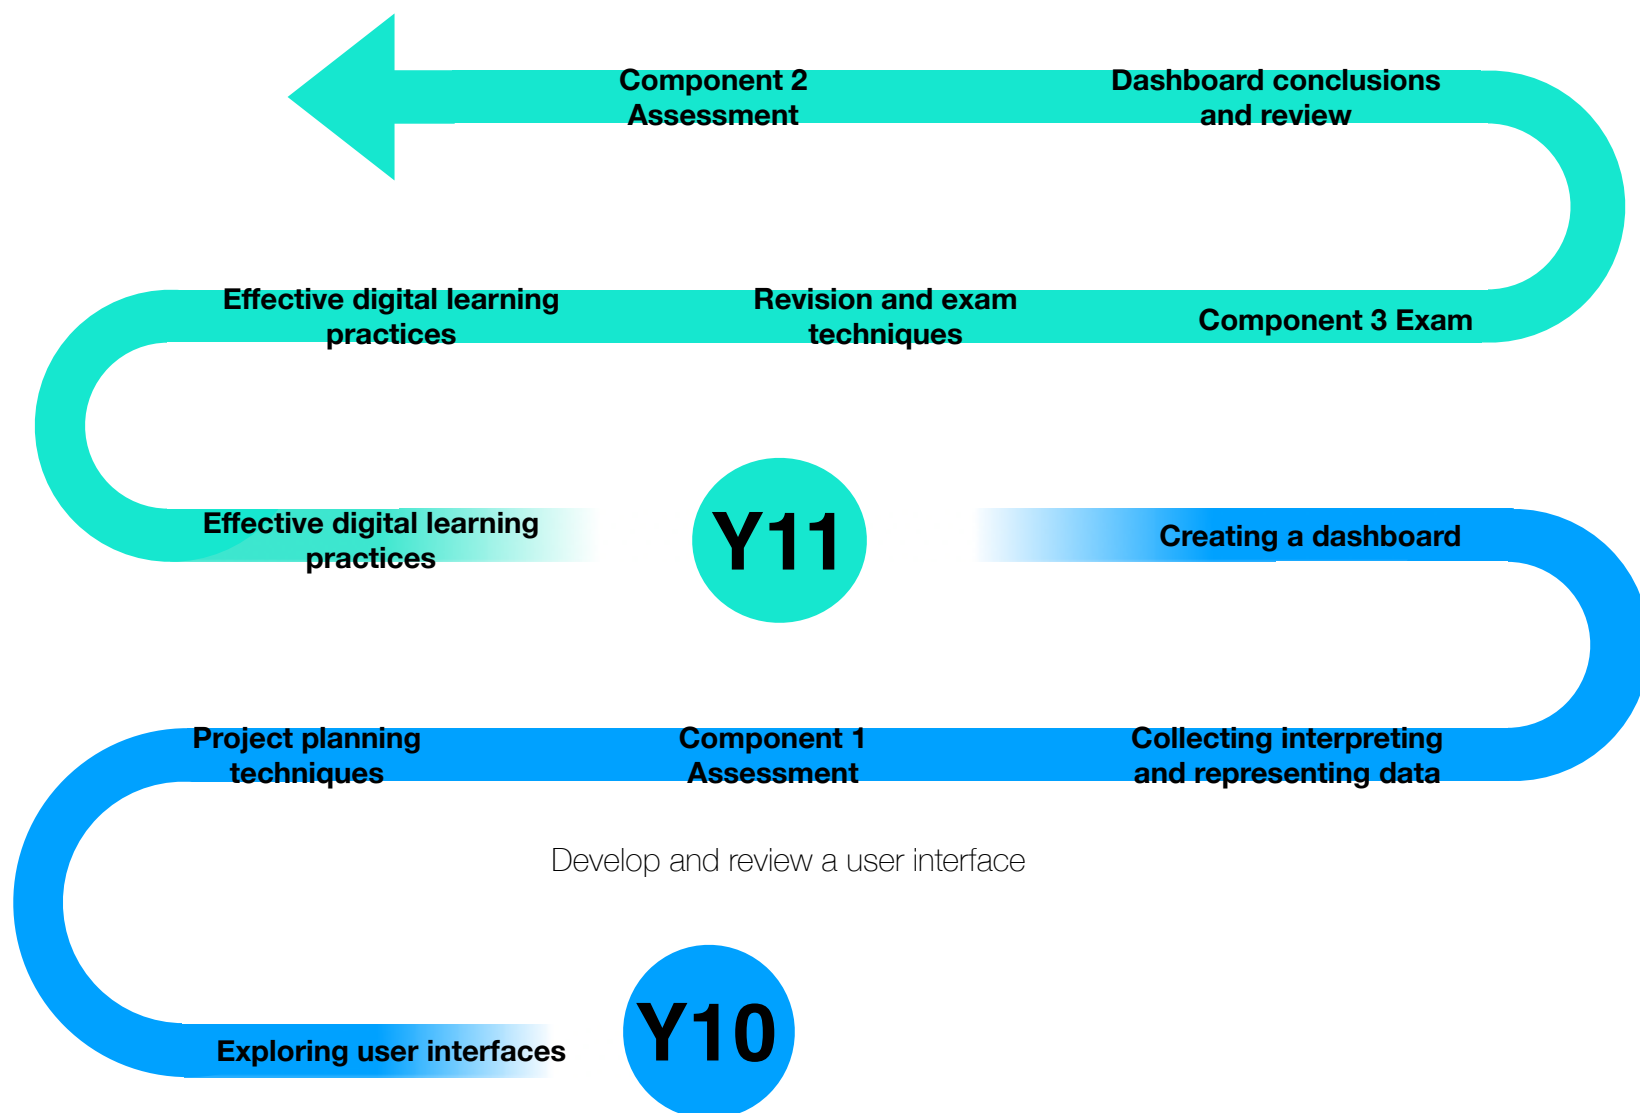 Component 2
Assessment
Dashboard conclusions
and review
Effective digital learning
practices
Revision and exam
techniques
Component 3 Exam
Effective digital learning
practices
Y11
Creating a dashboard
Project planning
techniques
Component 1
Assessment
Collecting interpreting
and representing data
Develop and review a user interface
Exploring user interfaces
Y10